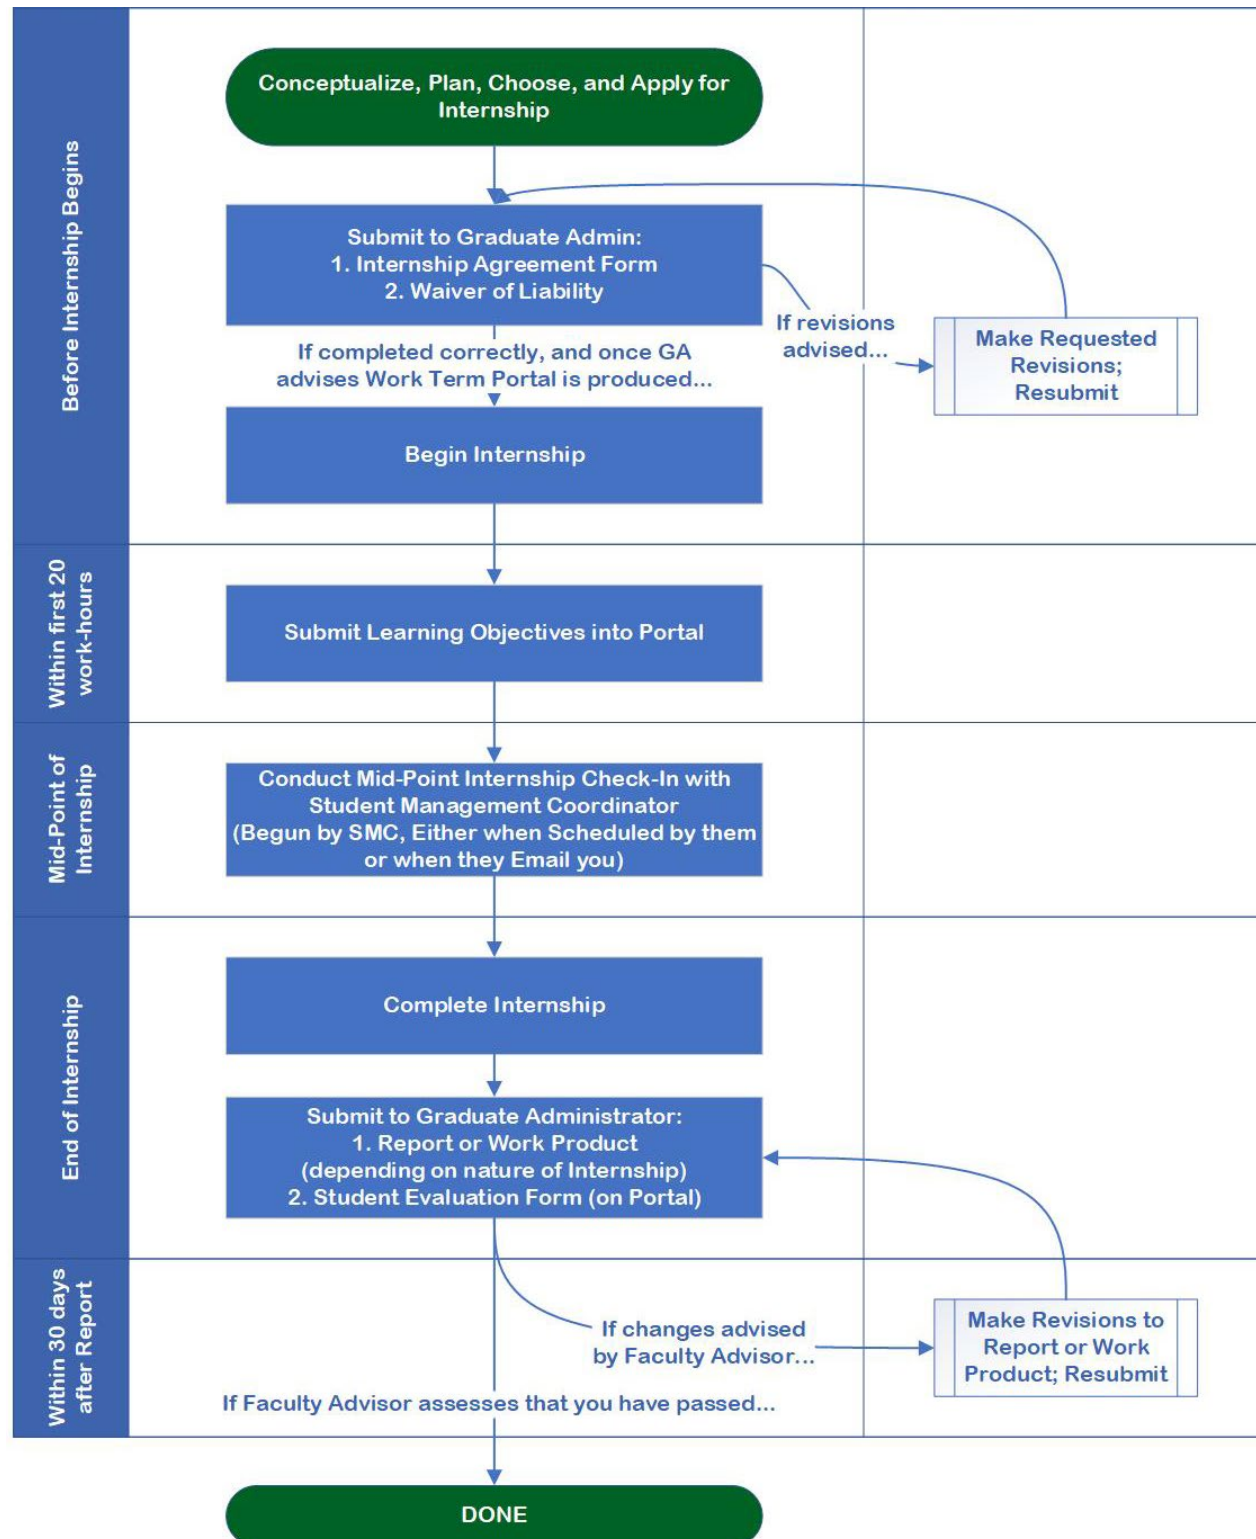 Before Internship Begins
Conceptualize, Plan, Choose, and Apply for
Internship
Submit to Graduate Admin:
1. Internship Agreement Form
2. Waiver of Liability
If revisions
advised...
Make Requested
Revisions;
Resubmit
If completed correctly, and once GA
advises Work Term Portal is produced...
Begin Internship
Within first 20
work-hours
Submit Learning Objectives into Portal
Mid-Point of
Internship
Conduct Mid-Point Internship Check-In with
Student Management Coordinator
(Begun by SMC, Either when Scheduled by them
or when they Email you)
End of Internship
Complete Internship
Submit to Graduate Administrator:
1. Report or Work Product
(depending on nature of Internship)
2. Student Evaluation Form (on Portal)
Within 30 days
after Report
If changes advised
by Faculty Advisor...
Make Revisions to
Report or Work
Product; Resubmit
If Faculty Advisor assesses that you have passed...
DONE